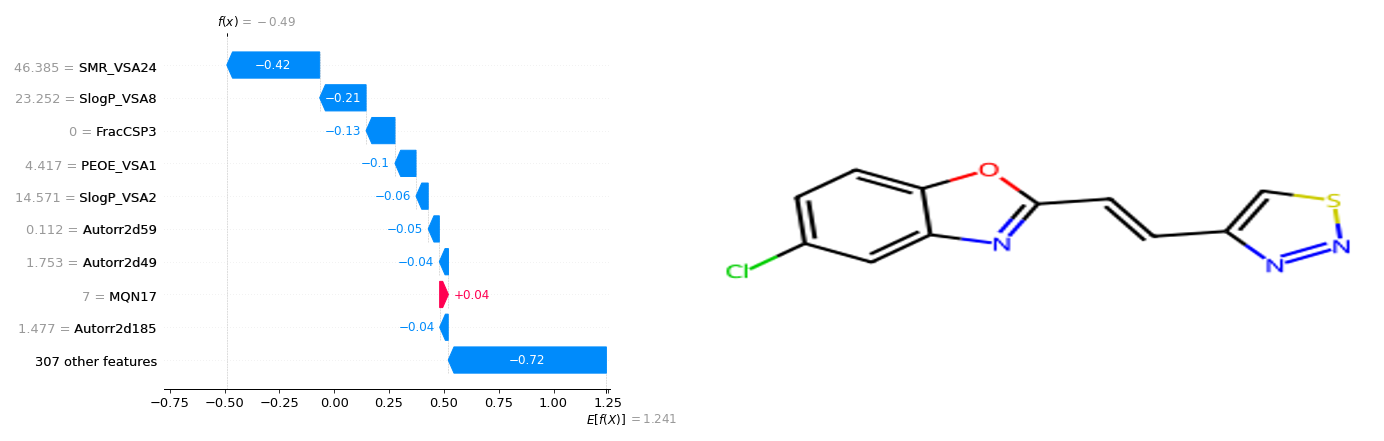 f(x) = −0.49
46.385 = SMR_VSA24
−0.42
23.252 = SlogP_VSA8
−0.21
0 = FracCSP3
−0.13
4.417 = PEOE_VSA1
−0.1
14.571 = SlogP_VSA2
−0.06
0.112 = Autorr2d59
−0.05
1.753 = Autorr2d49
−0.04
7 = MQN17
+0.04
1.477 = Autorr2d185
−0.04
307 other features
−0.72
−0.75 −0.50 −0.25 0.00 0.25 0.50 0.75 1.00 1.25
E[f(X)] = 1.241
O
S
N
N
N
Cl